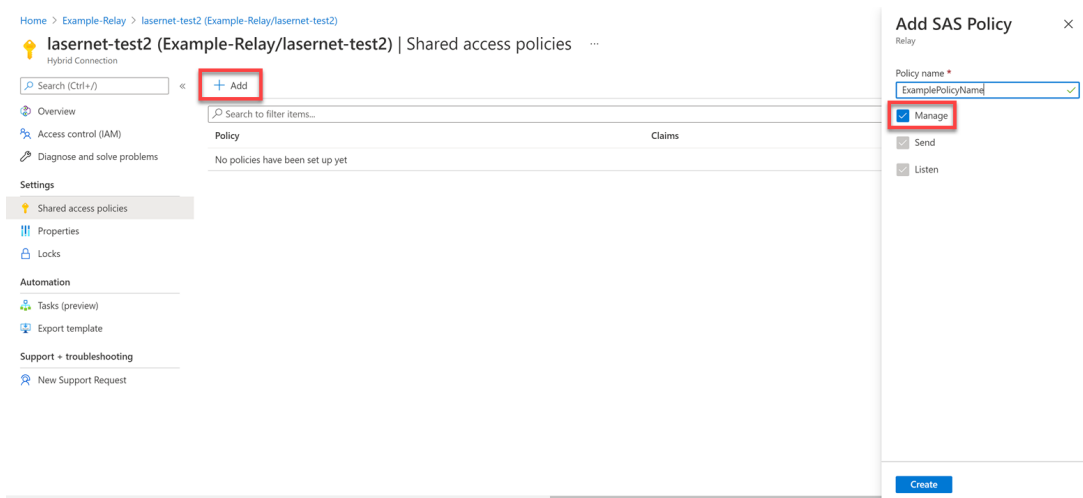 Home > Example-Relay > lasernet-test2 (Example-Relay/lasernet-test2)
lasernet-test2 (Example-Relay/lasernet-test2) | Shared access policies ...
Hybrid Connection
Search (Ctrl+/)
«
Overview
Access control (IAM)
Diagnose and solve problems
Settings
Shared access policies
Properties
Locks
Automation
Tasks (preview)
Export template
Support + troubleshooting
New Support Request
+ Add
Search to filter items...
Policy Claims
No policies have been set up yet
Add SAS Policy
Relay
Policy name *
ExamplePolicyName
Manage
Send
Listen
Create